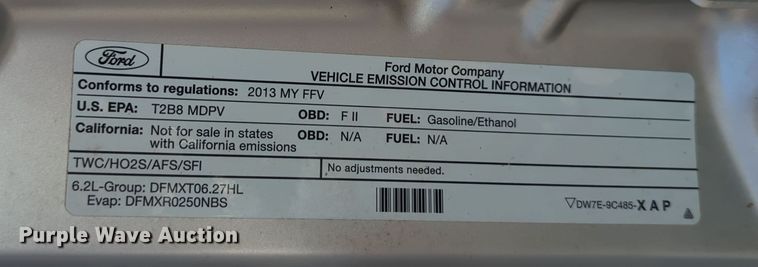 Ford
Ford Motor Company
VEHICLE EMISSION CONTROL INFORMATION
Conforms to regulations: 2013 MY FFV
U.S. EPA: T2B8 MDPV OBD: F II FUEL: Gasoline/Ethanol
California: Not for sale in states with California emissions OBD: N/A FUEL: N/A
TWC/HO2S/AFS/SFI
No adjustments needed.
6.2L-Group: DFMXT06.27HL
Evap: DFMXR0250NBS
▽DW7E-9C485-XAP
Purple Wave Auction